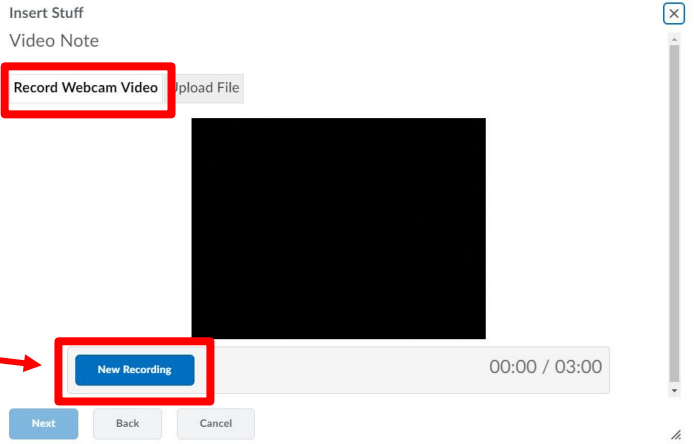 Insert Stuff
Video Note
Record Webcam Video Upload File
New Recording 00:00 / 03:00
Next Back Cancel